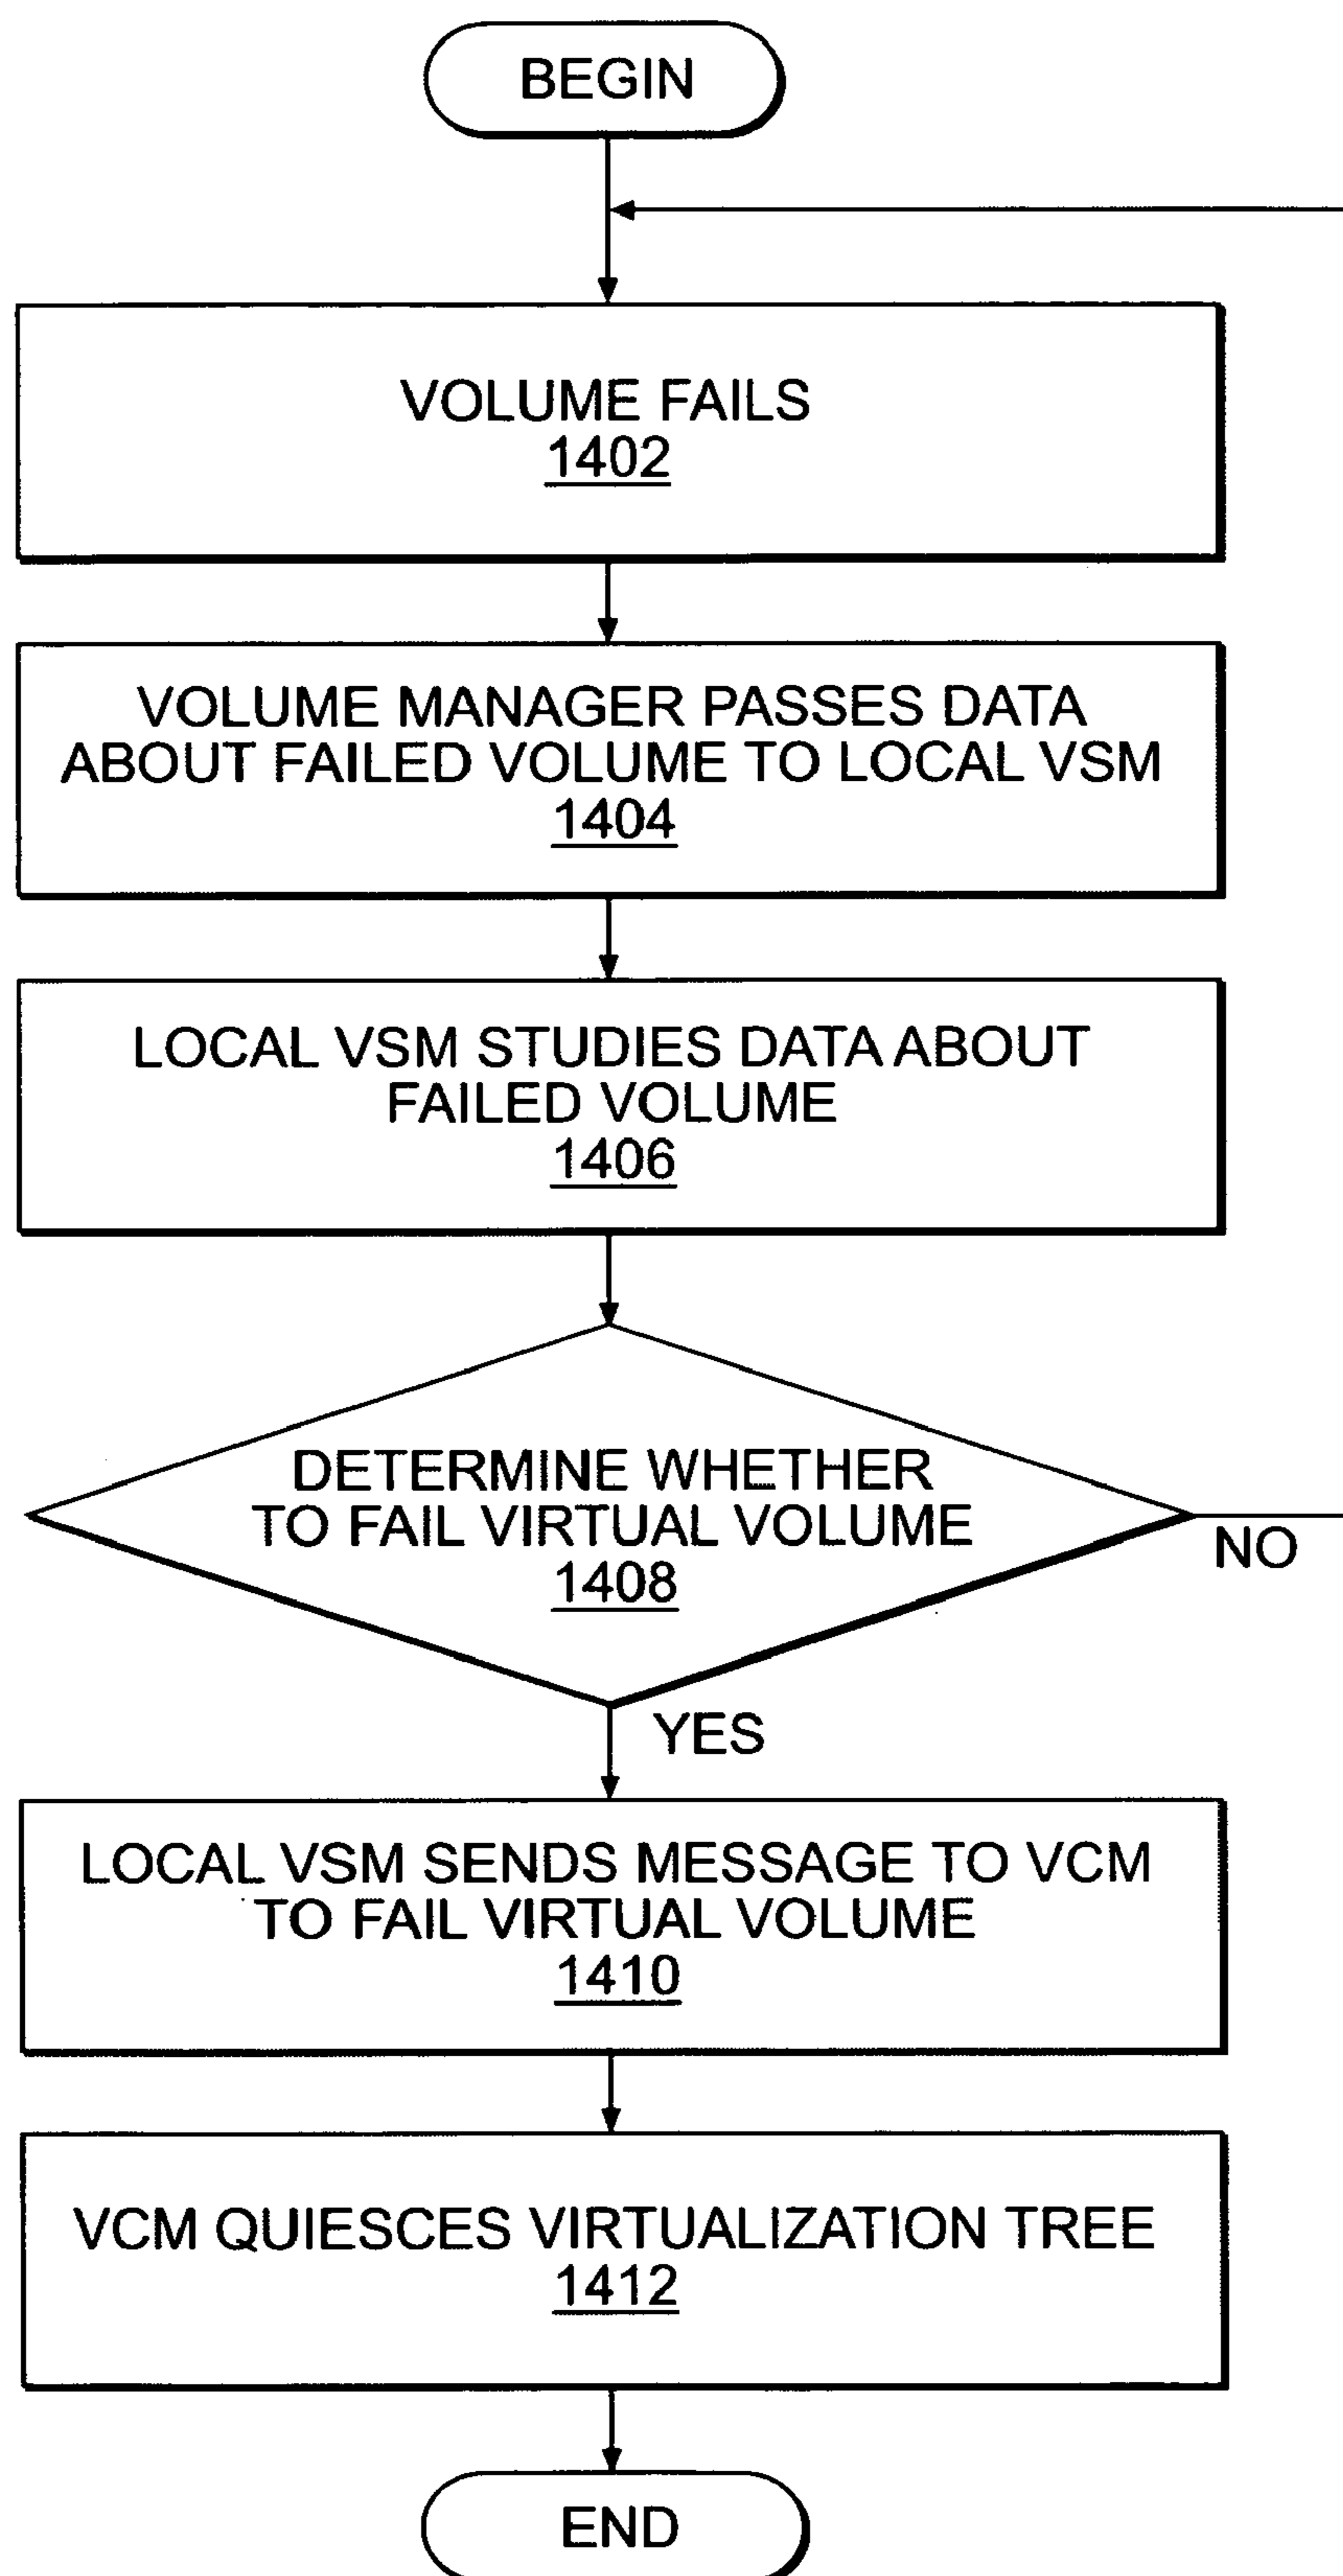 BEGIN
VOLUME FAILS
1402
VOLUME MANAGER PASSES DATA
ABOUT FAILED VOLUME TO LOCAL VSM
1404
LOCAL VSM STUDIES DATA ABOUT
FAILED VOLUME
1406
DETERMINE WHETHER
TO FAIL VIRTUAL VOLUME
1408
NO
YES
LOCAL VSM SENDS MESSAGE TO VCM
TO FAIL VIRTUAL VOLUME
1410
VCM QUIESCES VIRTUALIZATION TREE
1412
END